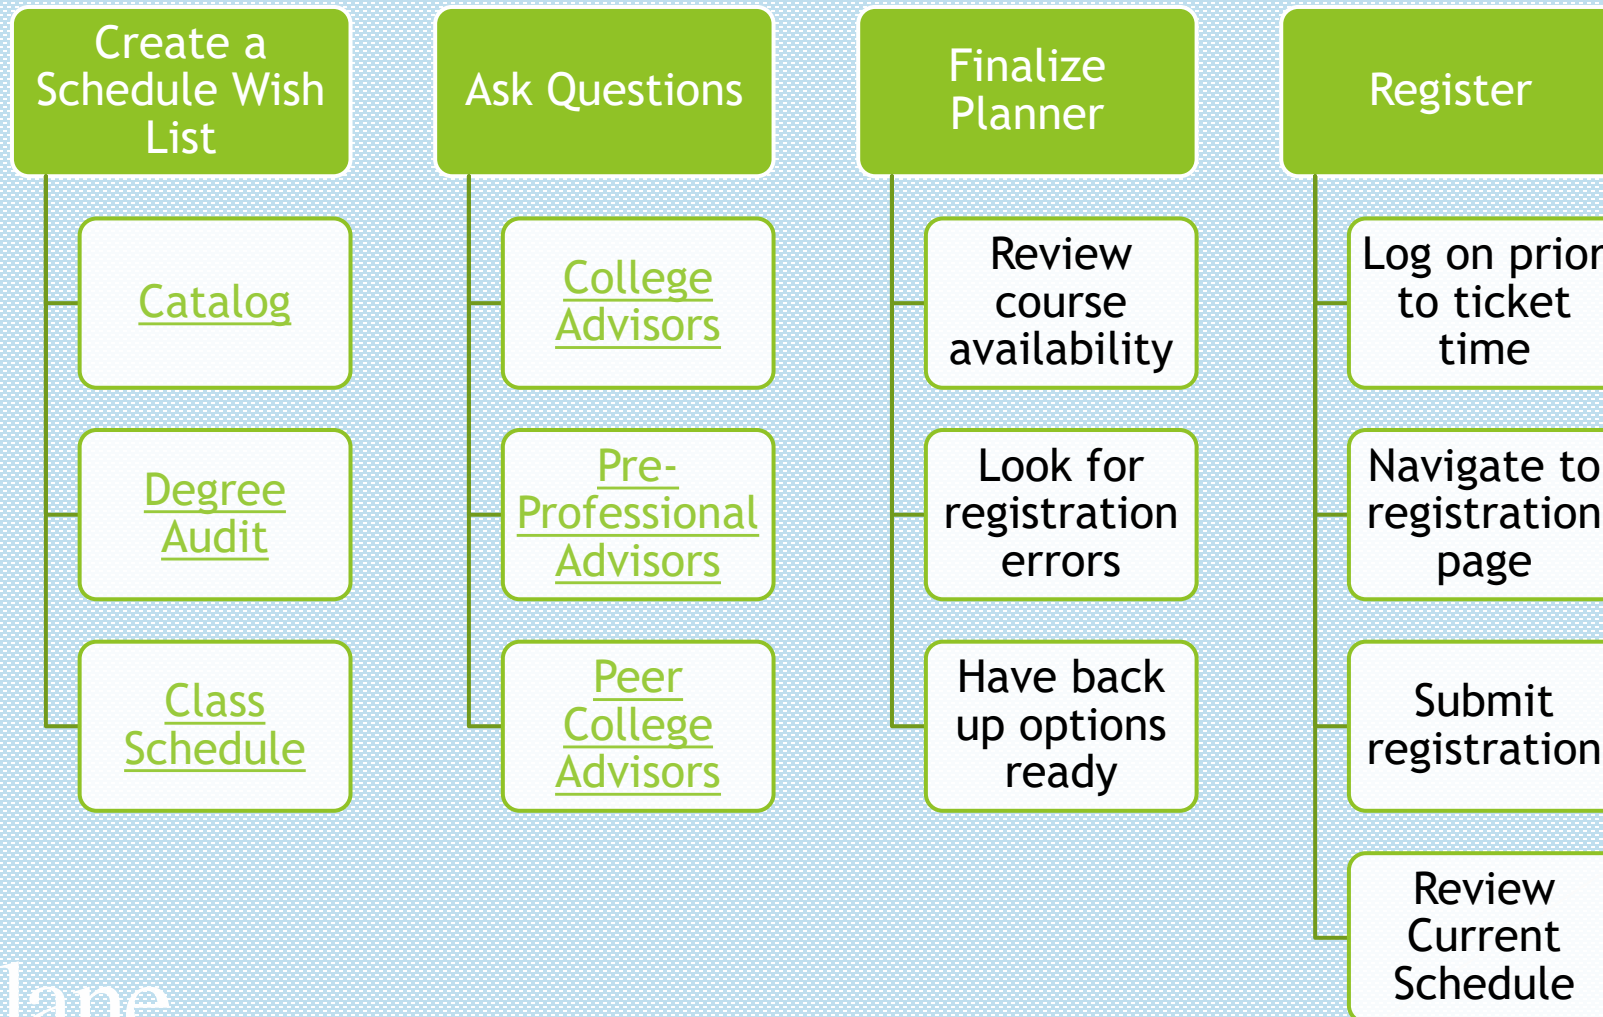 Create a
Schedule Wish
List
Catalog
Degree
Audit
Class
Schedule
Ask Questions
College
Advisors
Pre-
Professional
Advisors
Peer
College
Advisors
Finalize
Planner
Review
course
availability
Look for
registration
errors
Have back
up options
ready
Register
Log on prior
to ticket
time
Navigate to
registration
page
Submit
registration
Review
Current
Schedule
lane